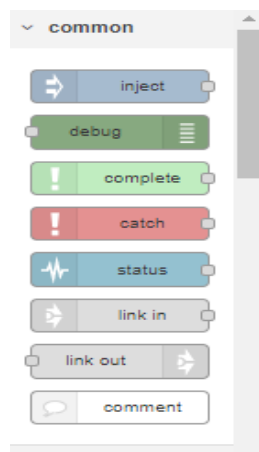 common
inject
debug
complete
catch
status
link in
link out
comment